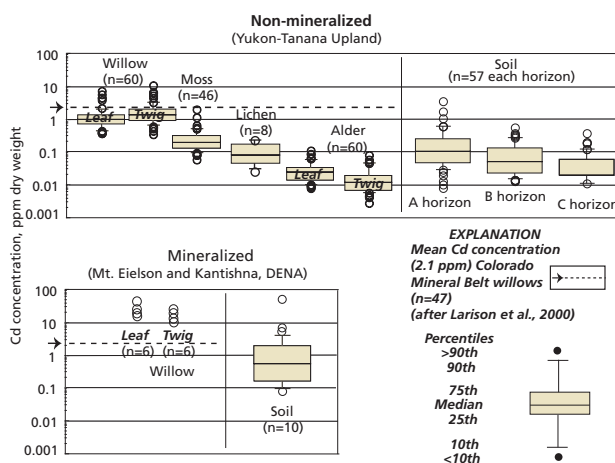 Non-mineralized
(Yukon-Tanana Upland)
Cd concentration, ppm dry weight
100
10
1
0.1
0.01
0.001
Willow
(n=60)
Leaf
Twig
Moss
(n=46)
Lichen
(n=8)
Alder
(n=60)
Leaf
Twig
Soil
(n=57 each horizon)
A horizon
B horizon
C horizon
Mineralized
(Mt. Eielson and Kantishna, DENA)
100
10
1
0.1
0.01
0.001
Leaf
(n=6)
Twig
(n=6)
Willow
Soil
(n=10)
EXPLANATION
Mean Cd concentration
(2.1 ppm) Colorado
Mineral Belt willows
(n=47)
(after Larison et al., 2000)
Percentiles
>90th
90th
75th
Median
25th
10th
<10th